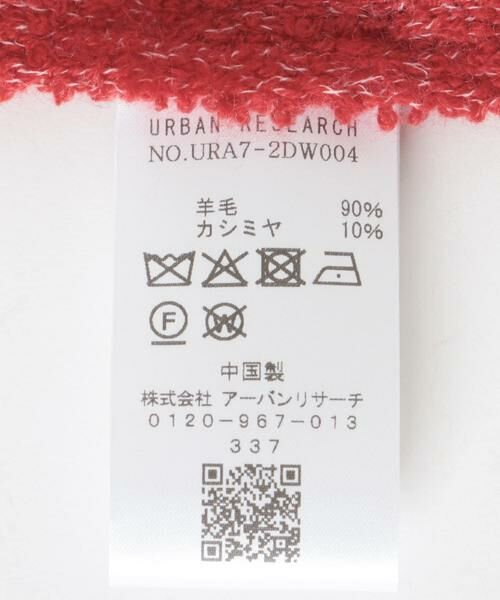 URBAN RESEARCH
NO.URA7-2DW004
羊毛 90%
カシミヤ 10%
F
W
中国製
株式会社 アーバンリサーチ
0120-967-013
337